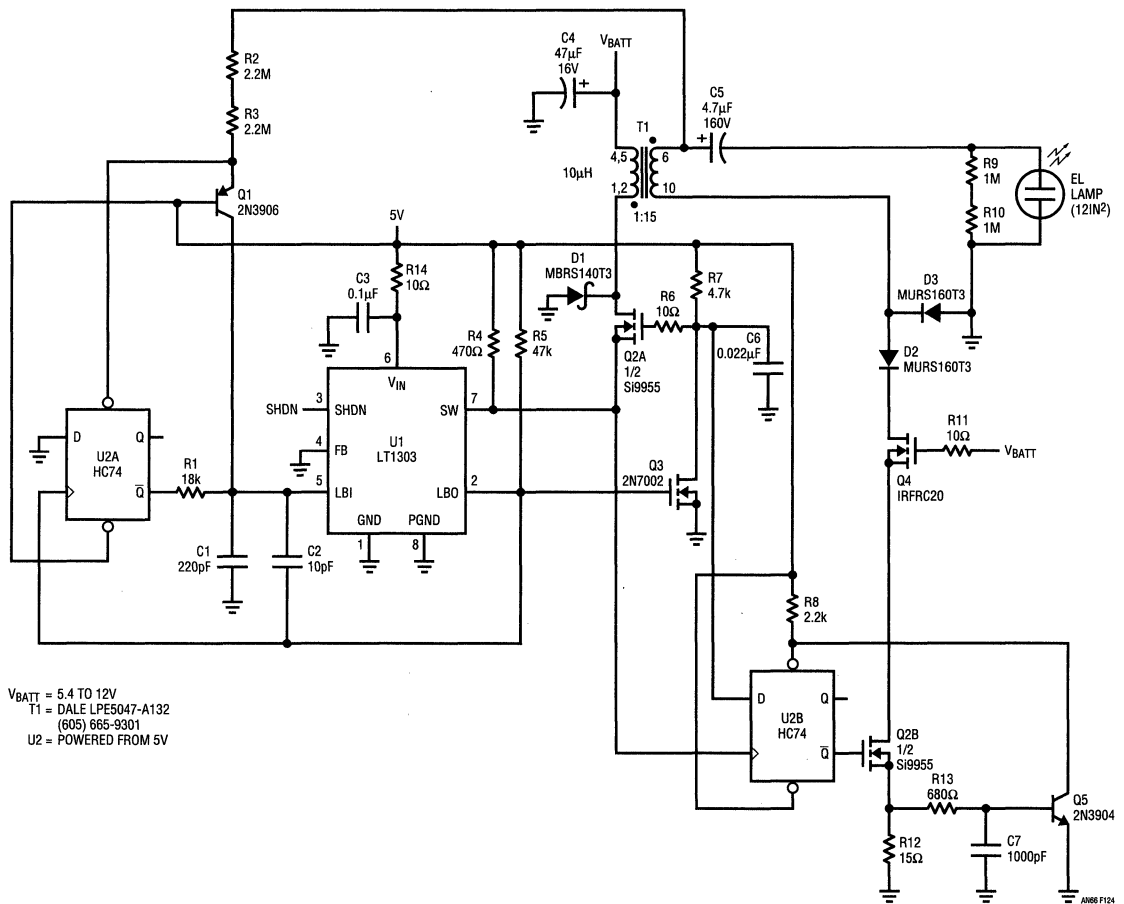 R2
2.2M
R3
2.2M
Q1
2N3906
C4
47µF
16V
+
VBATT
T1
4,5
1,2
6
10
10µH
1:15
C5
4.7µF
160V
+
R9
1M
R10
1M
EL
LAMP
(12IN²)
5V
R14
10Ω
C3
0.1µF
R4
470Ω
R5
47k
D1
MBRS140T3
R6
10Ω
R7
4.7k
Q2A
1/2
Si9955
C6
0.022µF
D3
MURS160T3
D2
MURS160T3
R11
10Ω
VBATT
Q4
IRFRC20
6
VIN
SHDN
3
SHDN
4
FB
5
LBI
U1
LT1303
SW
7
LBO
2
GND
1
PGND
8
D
Q
U2A
HC74
Q̅
R1
18k
C1
220pF
C2
10pF
Q3
2N7002
R8
2.2k
D
Q
U2B
HC74
Q̅
Q2B
1/2
Si9955
R13
680Ω
R12
15Ω
C7
1000pF
Q5
2N3904
VBATT = 5.4 TO 12V
T1 = DALE LPE5047-A132
(605) 665-9301
U2 = POWERED FROM 5V
AN66 F124